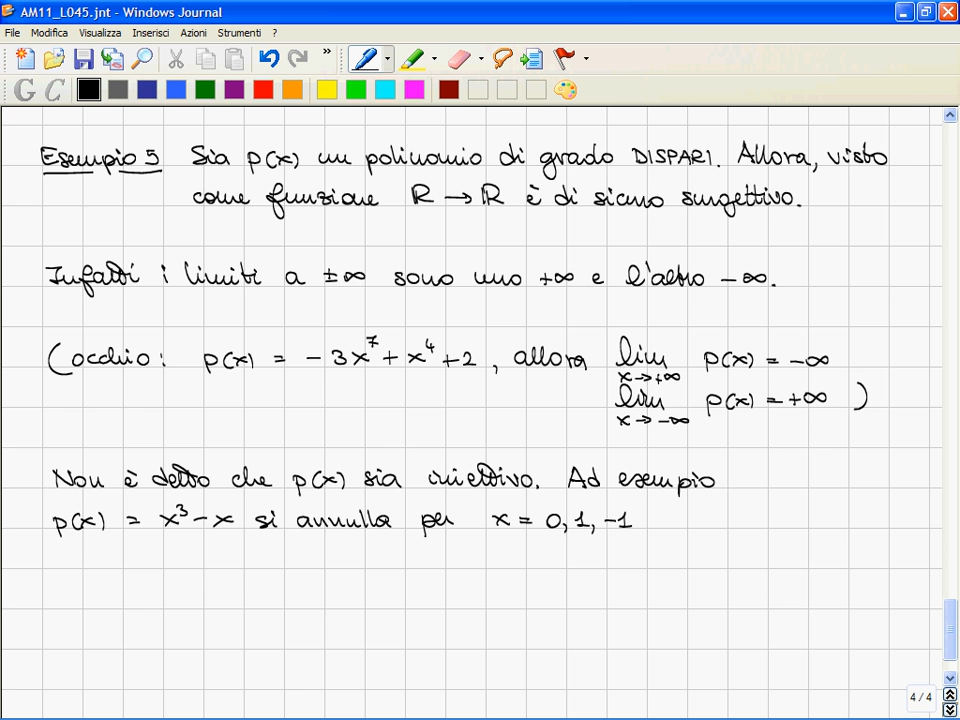 AM11_L045.jnt - Windows Journal
File Modifica Visualizza Inserisci Azioni Strumenti ?
G C
Esempio 5 Sia p(x) un polinomio di grado DISPARI. Allora, visto
come funzione ℝ → ℝ è di sicuro surgettivo.
Infatti i limiti a ±∞ sono uno +∞ e l'altro -∞.
(occhio: p(x) = -3x⁷ + x⁴ + 2, allora lim p(x) = -∞
x→+∞
lim p(x) = +∞ )
x→-∞
Non è detto che p(x) sia iniettivo. Ad esempio
p(x) = x³-x si annulla per x = 0, 1, -1
4 / 4